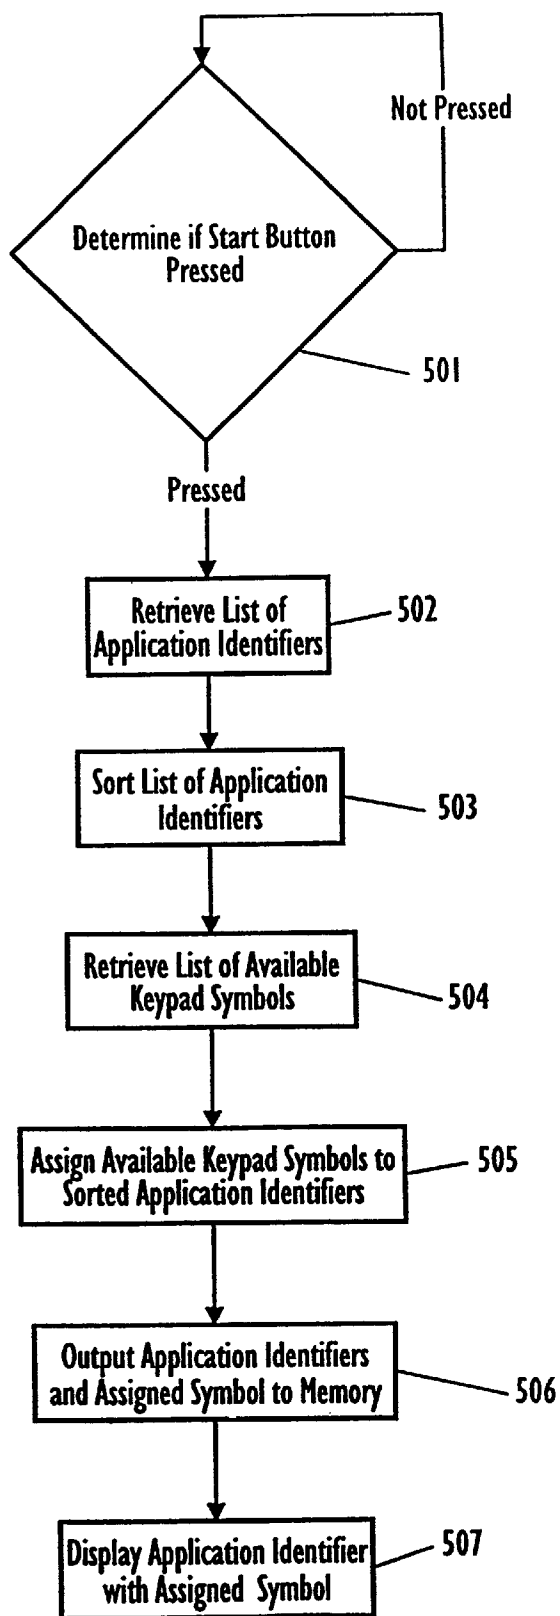 Not Pressed
Determine if Start Button
Pressed
501
Pressed
Retrieve List of
Application Identifiers
502
Sort List of Application
Identifiers
503
Retrieve List of Available
Keypad Symbols
504
Assign Available Keypad Symbols to
Sorted Application Identifiers
505
Output Application Identifiers
and Assigned Symbol to Memory
506
Display Application Identifier
with Assigned Symbol
507